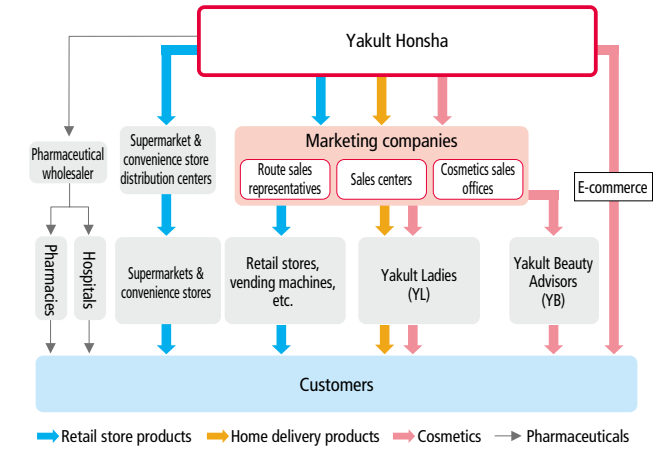 Yakult Honsha
Pharmaceutical
wholesaler
Supermarket &
convenience store
distribution centers
Marketing companies
Route sales
representatives
Sales centers
Cosmetics sales
offices
E-commerce
Pharmacies
Hospitals
Supermarkets &
convenience stores
Retail stores,
vending machines,
etc.
Yakult Ladies
(YL)
Yakult Beauty
Advisors
(YB)
Customers
Retail store products
Home delivery products
Cosmetics
Pharmaceuticals